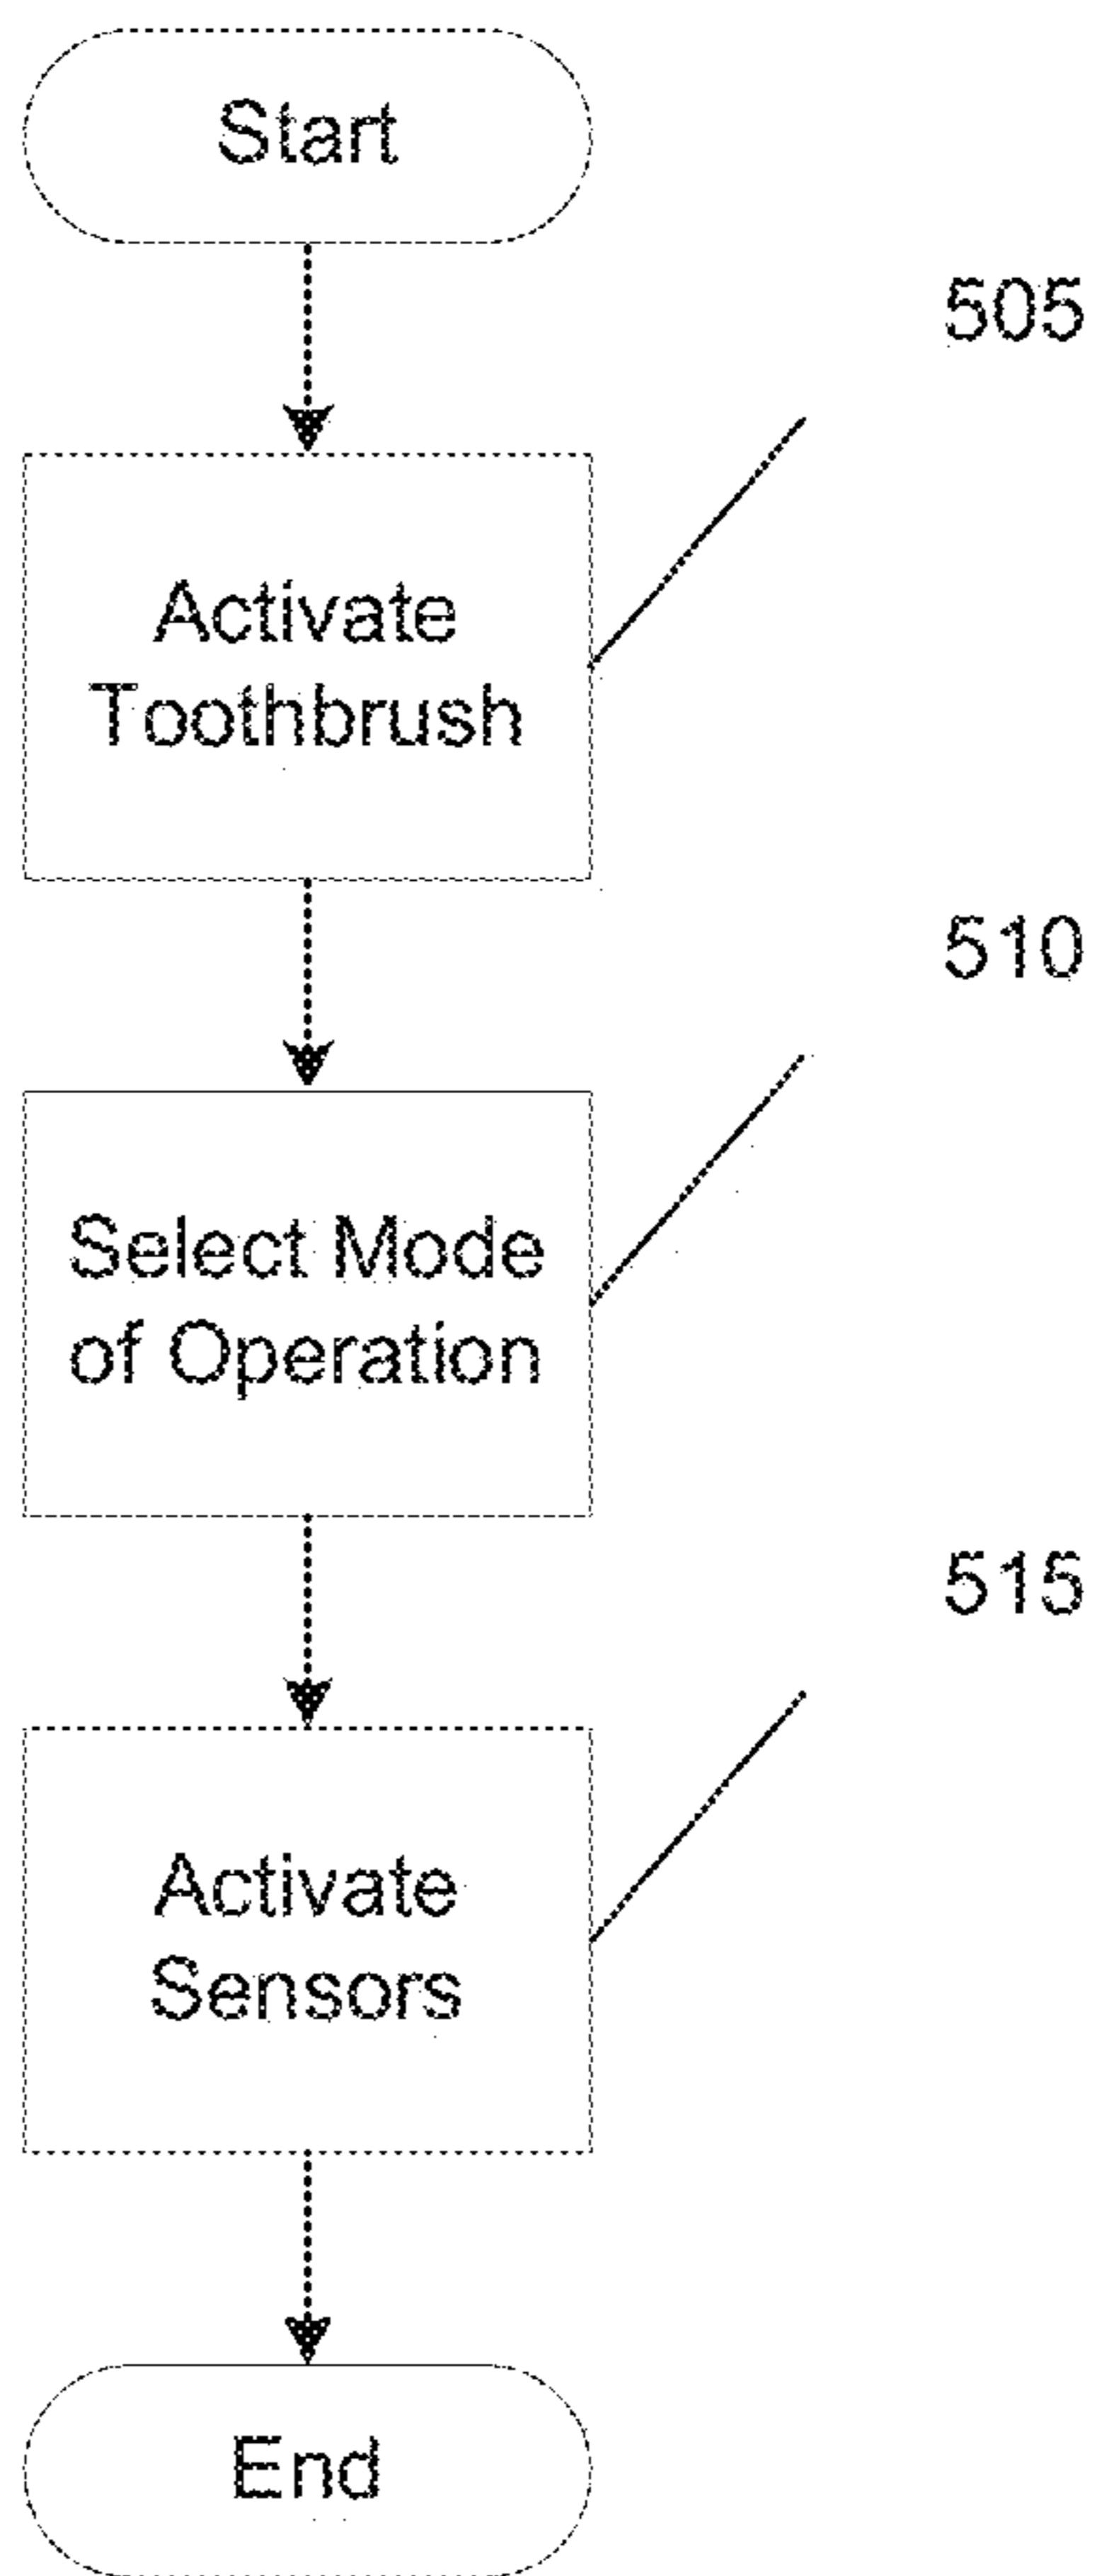 Start
505
Activate
Toothbrush
510
Select Mode
of Operation
515
Activate
Sensors
End